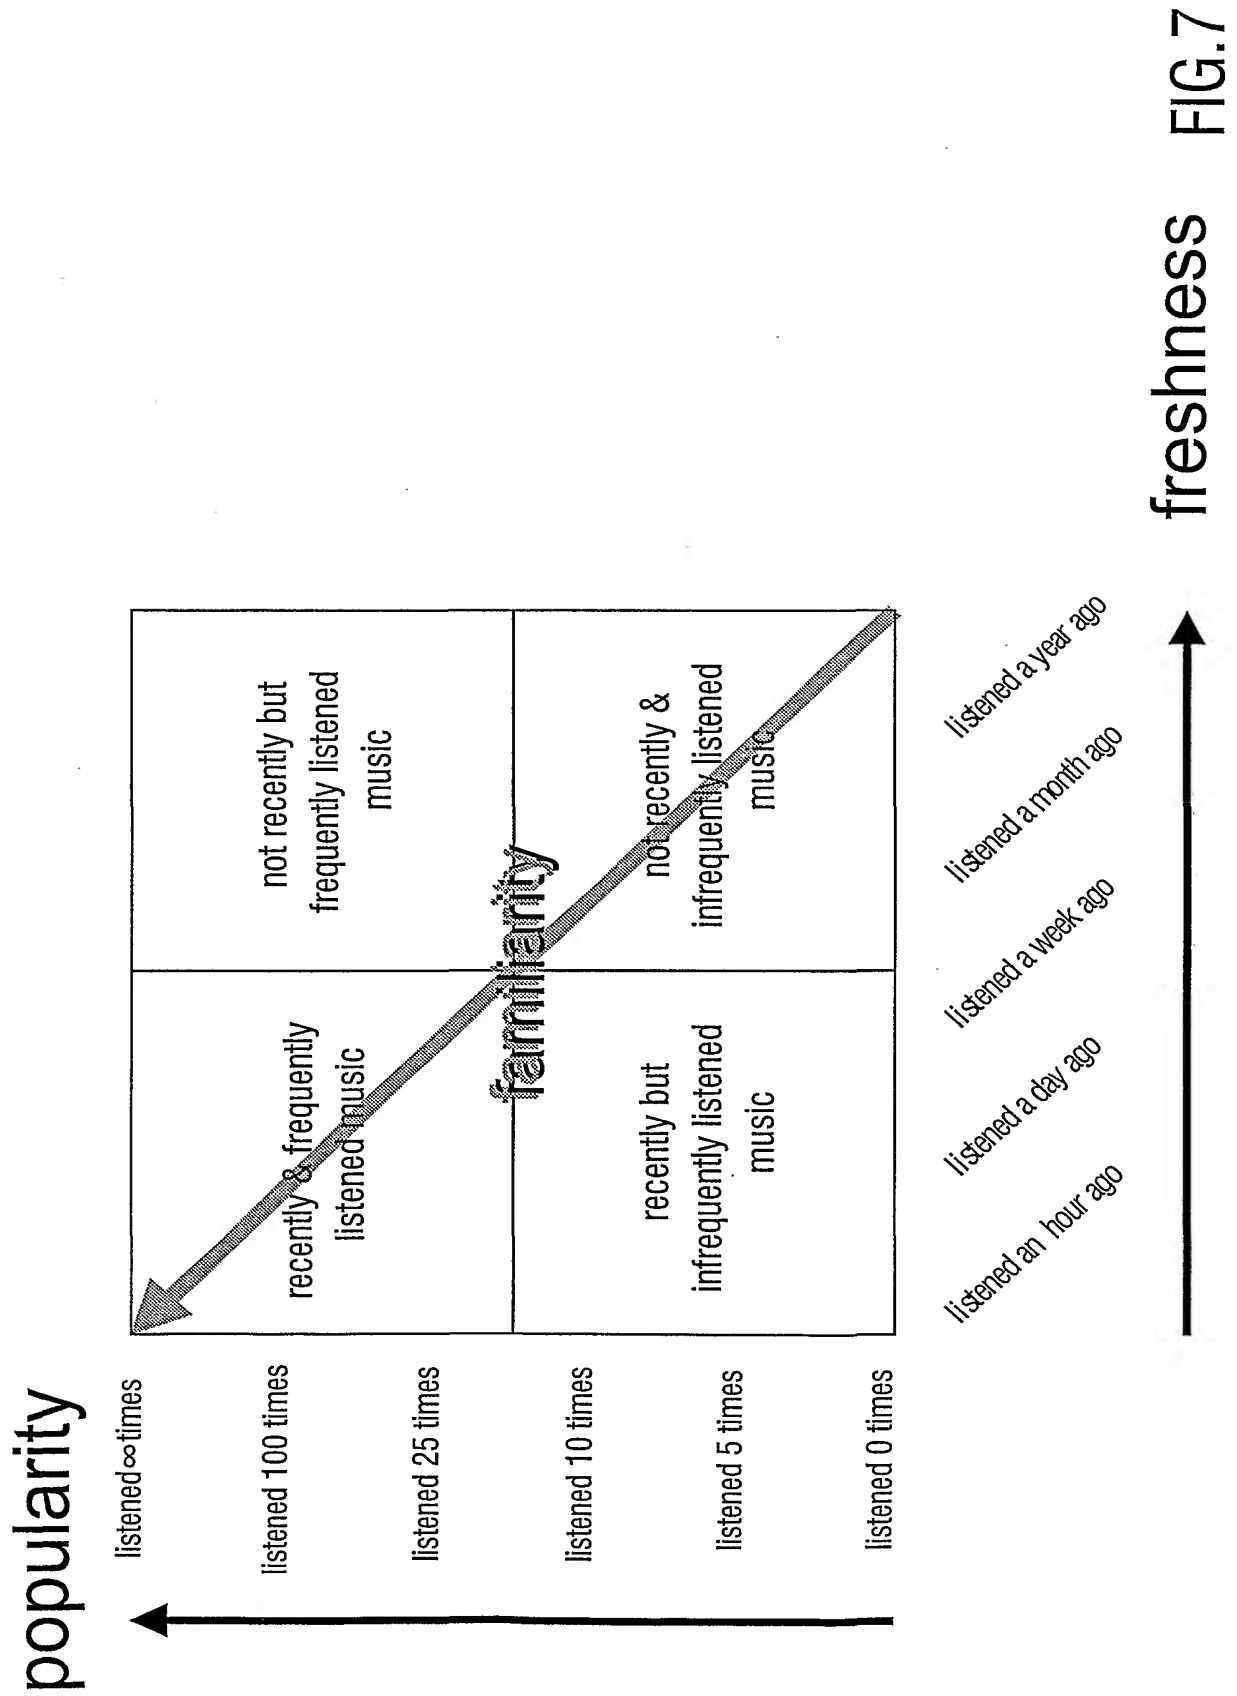 popularity
listened∞times
listened 100 times
listened 25 times
listened 10 times
listened 5 times
listened 0 times
recently & frequently
listened music
not recently but
frequently listened
music
familiarity
recently but
infrequently listened
music
not recently &
infrequently listened
music
listened an hour ago
listened a day ago
listened a week ago
listened a month ago
listened a year ago
freshness
FIG.7